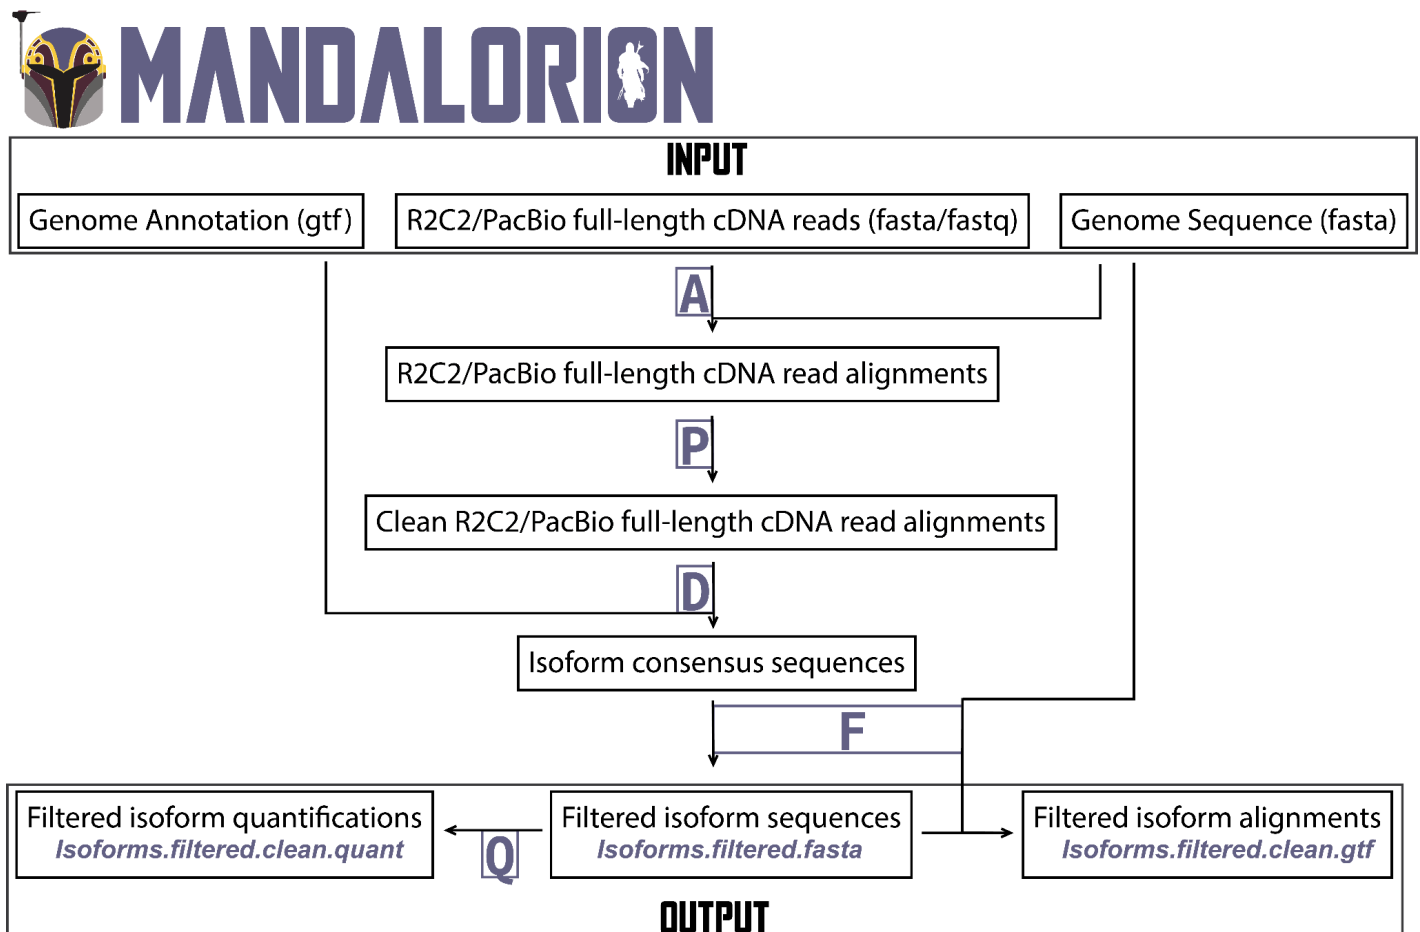 MANDALORION
INPUT
Genome Annotation (gtf)
R2C2/PacBio full-length cDNA reads (fasta/fastq)
Genome Sequence (fasta)
A
R2C2/PacBio full-length cDNA read alignments
P
Clean R2C2/PacBio full-length cDNA read alignments
D
Isoform consensus sequences
F
Filtered isoform quantifications
Isoforms.filtered.clean.quant
Q
Filtered isoform sequences
Isoforms.filtered.fasta
Filtered isoform alignments
Isoforms.filtered.clean.gtf
OUTPUT